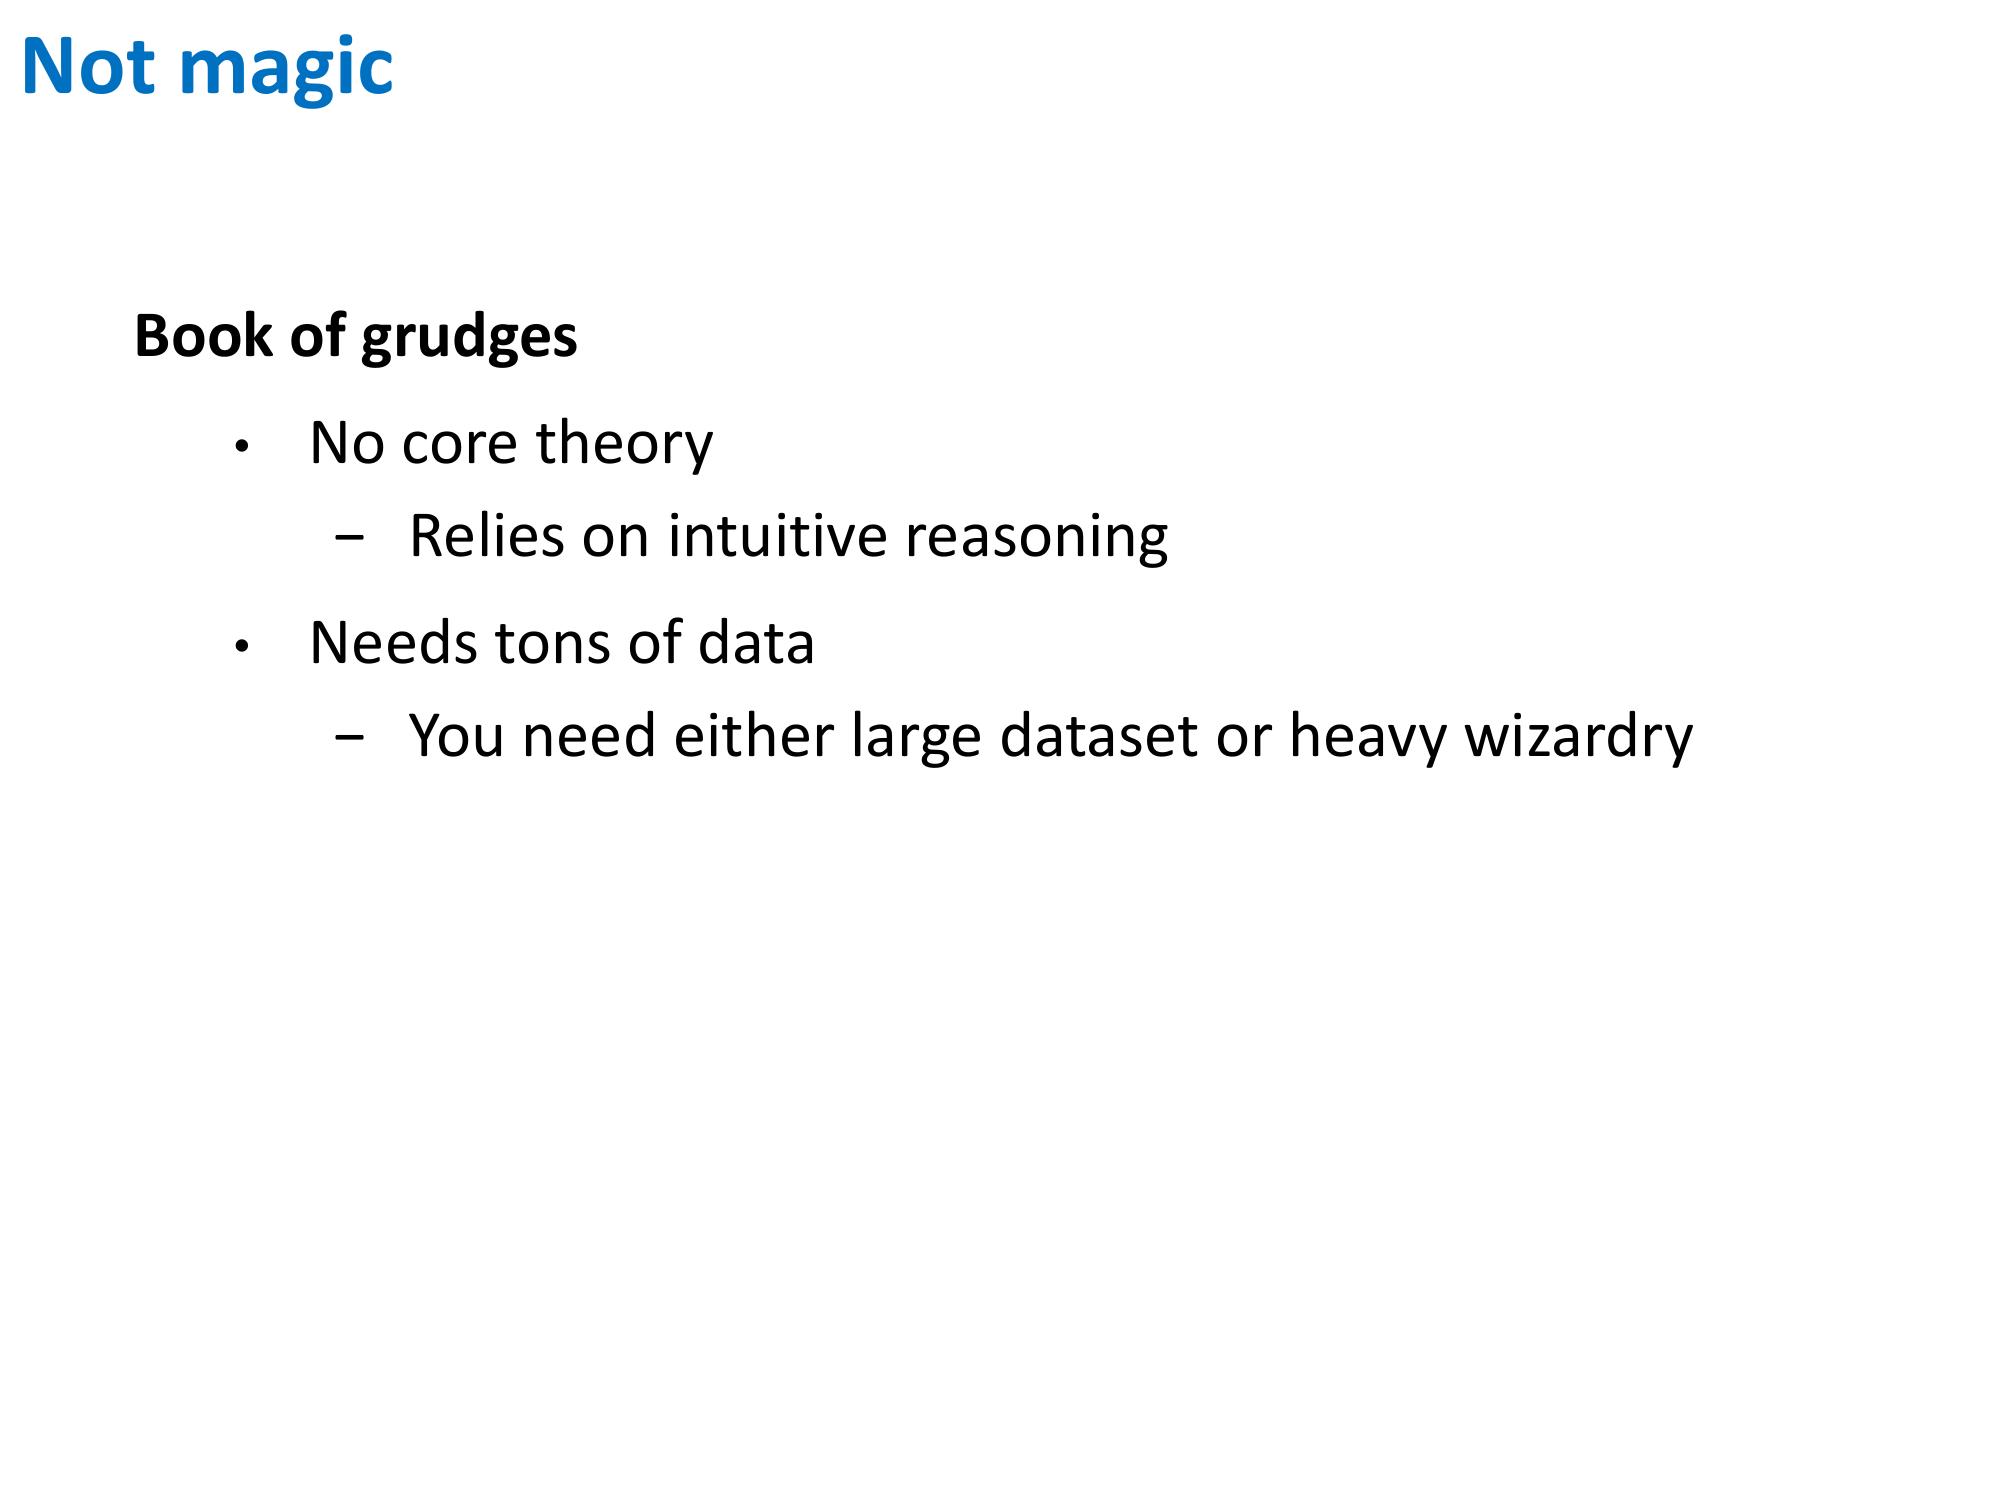 Not magic
Book of grudges
• No core theory
– Relies on intuitive reasoning
• Needs tons of data
– You need either large dataset or heavy wizardry